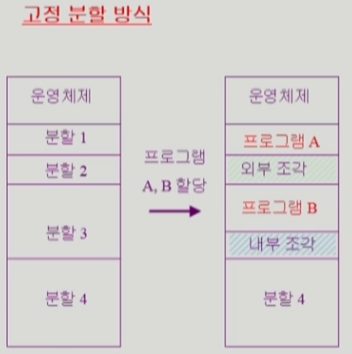 고정 분할 방식
운영체제
분할 1
분할 2
분할 3
분할 4
프로그램
A, B 할당
운영체제
프로그램 A
외부 조각
프로그램 B
내부 조각
분할 4